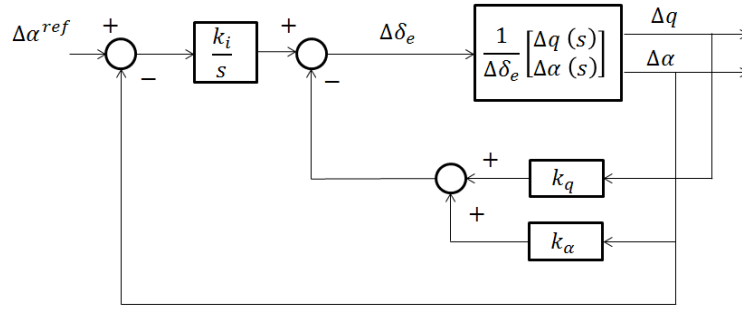 Δα^ref
+
−
k_i
s
+
−
Δδ_e
1
Δδ_e
[Δq (s)]
[Δα (s)]
Δq
Δα
+
k_q
+
k_α